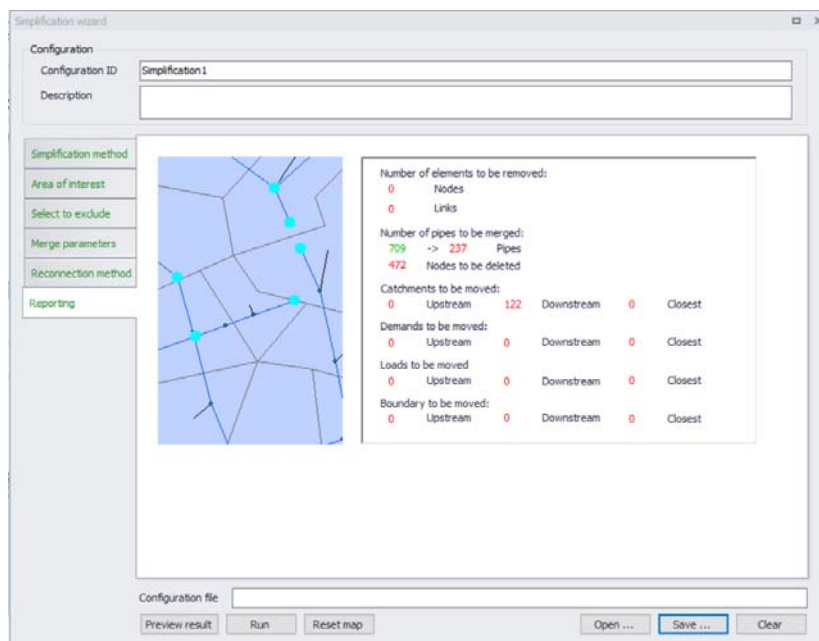 Simplification wizard
Configuration
Configuration ID Simplification1
Description
Simplification method
Area of interest
Select to exclude
Merge parameters
Reconnection method
Reporting
Number of elements to be removed:
0 Nodes
0 Links
Number of pipes to be merged:
709 -> 237 Pipes
472 Nodes to be deleted
Catchments to be moved:
0 Upstream 122 Downstream 0 Closest
Demands to be moved:
0 Upstream 0 Downstream 0 Closest
Loads to be moved
0 Upstream 0 Downstream 0 Closest
Boundary to be moved:
0 Upstream 0 Downstream 0 Closest
Configuration file
Preview result Run Reset map Open ... Save ... Clear